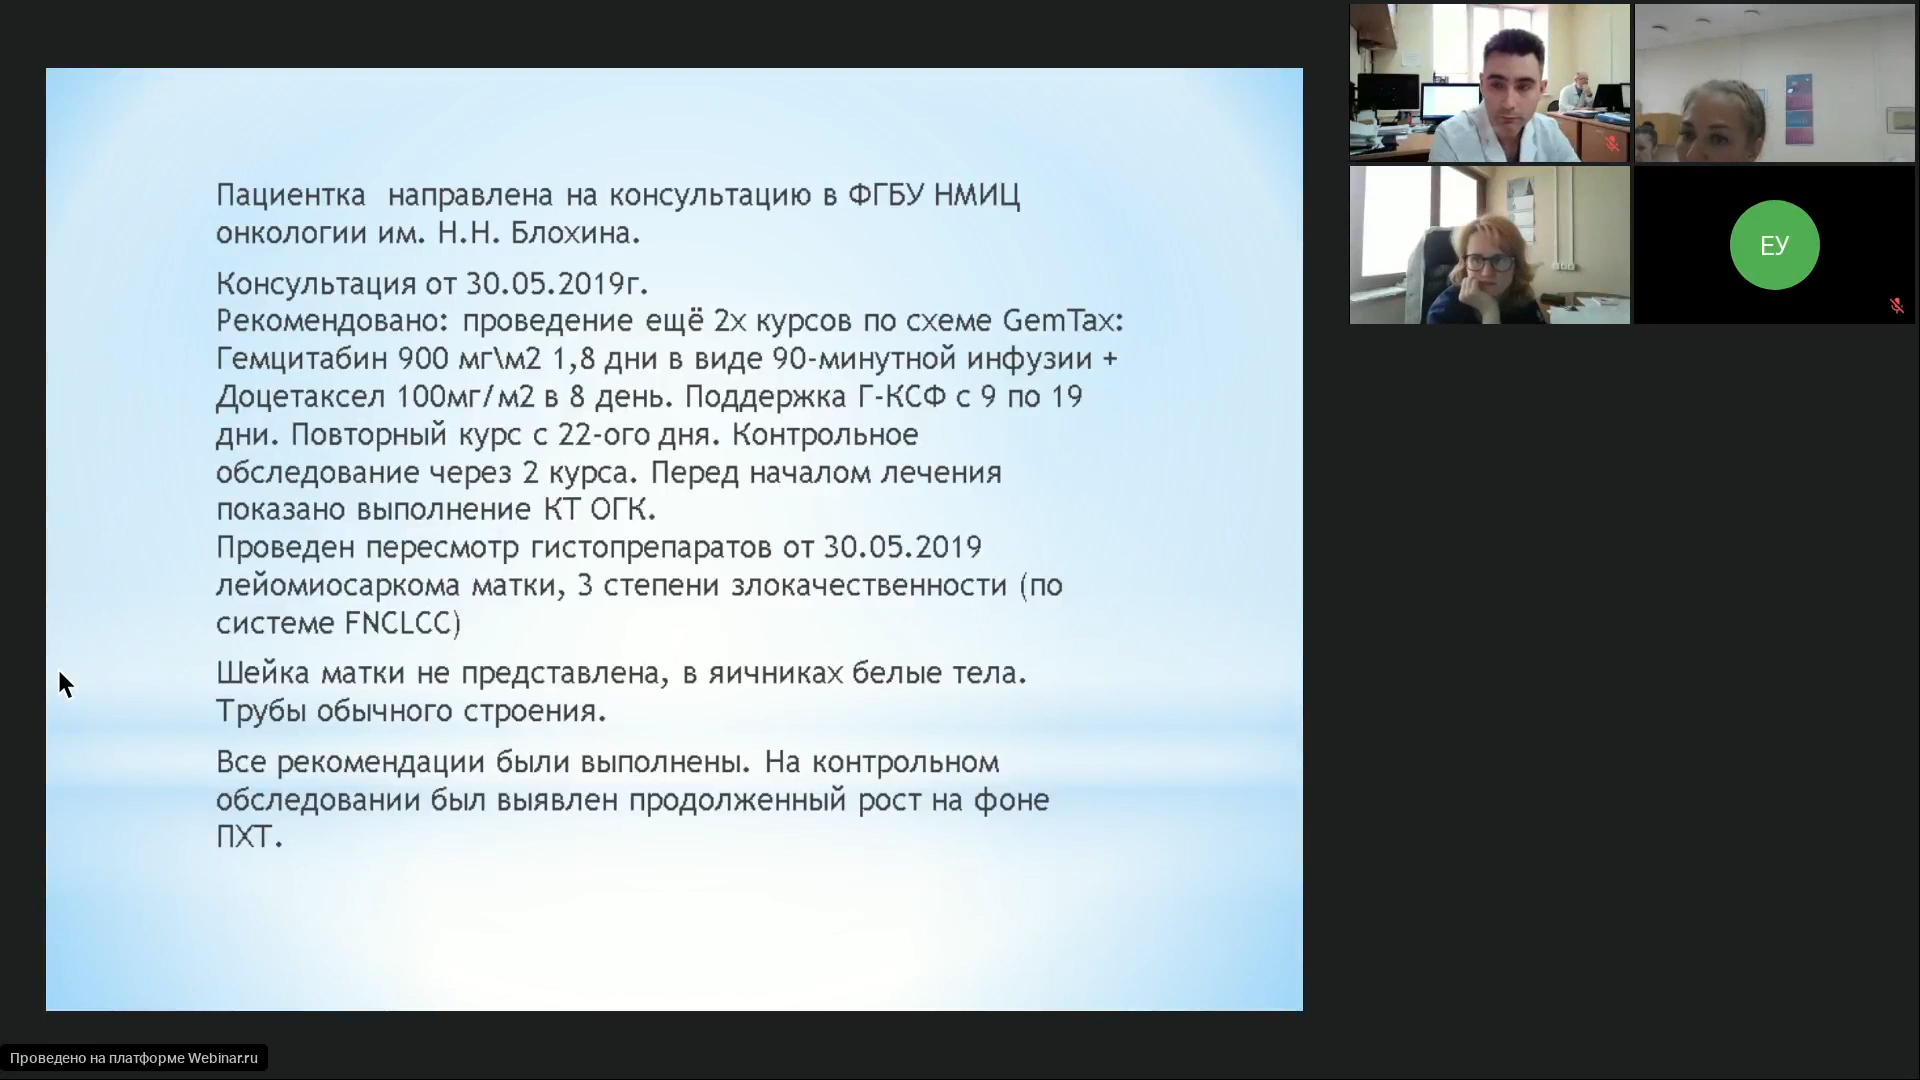 Пациентка направлена на консультацию в ФГБУ НМИЦ
онкологии им. Н.Н. Блохина.
Консультация от 30.05.2019г.
Рекомендовано: проведение ещё 2х курсов по схеме GemTax:
Гемцитабин 900 мг\м2 1,8 дни в виде 90-минутной инфузии +
Доцетаксел 100мг/м2 в 8 день. Поддержка Г-КСФ с 9 по 19
дни. Повторный курс с 22-ого дня. Контрольное
обследование через 2 курса. Перед началом лечения
показано выполнение КТ ОГК.
Проведен пересмотр гистопрепаратов от 30.05.2019
лейомиосаркома матки, 3 степени злокачественности (по
системе FNCLCC)
Шейка матки не представлена, в яичниках белые тела.
Трубы обычного строения.
Все рекомендации были выполнены. На контрольном
обследовании был выявлен продолженный рост на фоне
ПХТ.
ЕУ
Проведено на платформе Webinar.ru